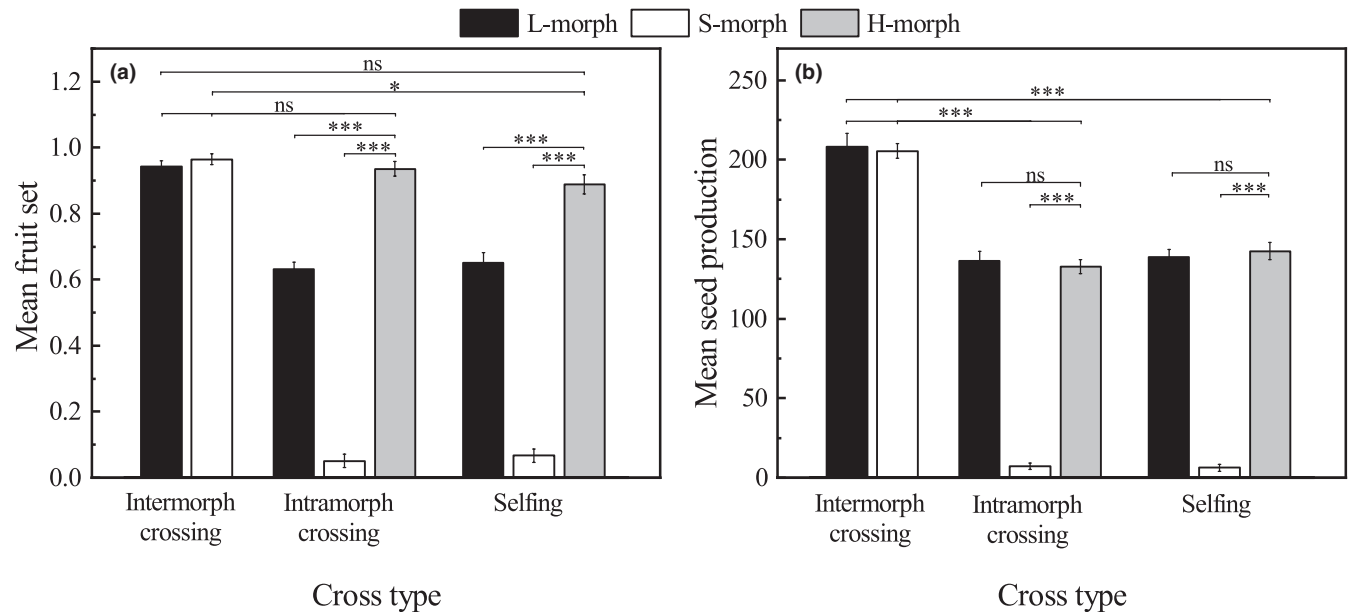 L-morph S-morph H-morph
(a)
Mean fruit set
1.2
1.0
0.8
0.6
0.4
0.2
0.0
ns
*
ns
***
***
***
***
Intermorph
crossing
Intramorph
crossing
Selfing
Cross type
(b)
Mean seed production
250
200
150
100
50
0
***
***
ns
***
ns
***
Intermorph
crossing
Intramorph
crossing
Selfing
Cross type